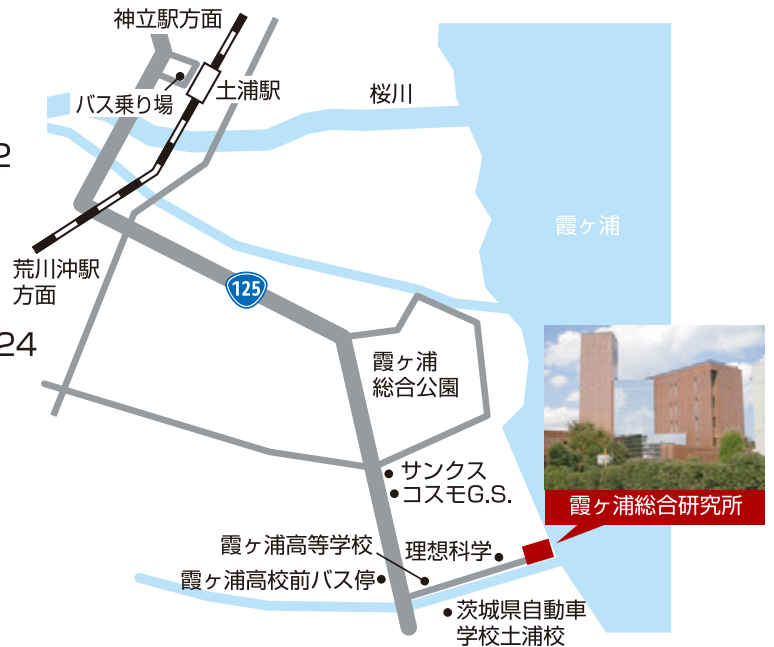 神立駅方面
土浦駅
バス乗り場
桜川
2
霞ヶ浦
荒川沖駅
方面
125
24
霞ヶ浦
総合公園
サンクス
コスモG.S.
霞ヶ浦総合研究所
霞ヶ浦高等学校
理想科学
霞ヶ浦高校前バス停
茨城県自動車
学校土浦校